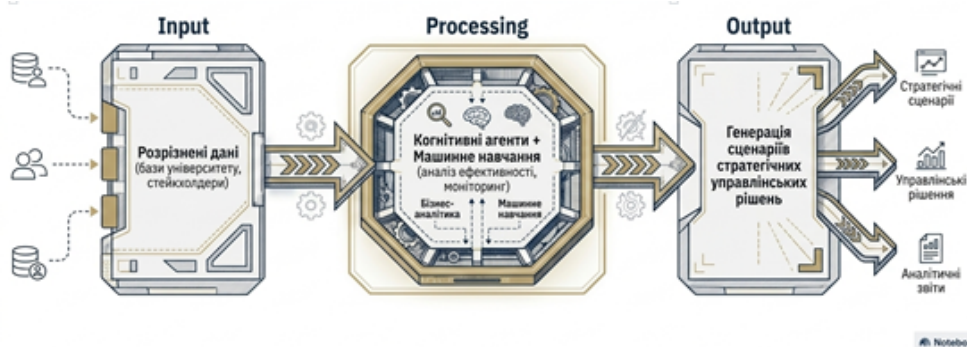 Input
Processing
Output
Розрізнені дані
(бази університету,
стейкхолдери)
Когнітивні агенти +
Машинне навчання
(аналіз ефективності,
моніторинг)
Бізнес-
аналітика
Машинне
навчання
Генерація
сценаріїв
стратегічних
управлінських
рішень
Стратегічні
сценарії
Управлінські
рішення
Аналітичні
звіти